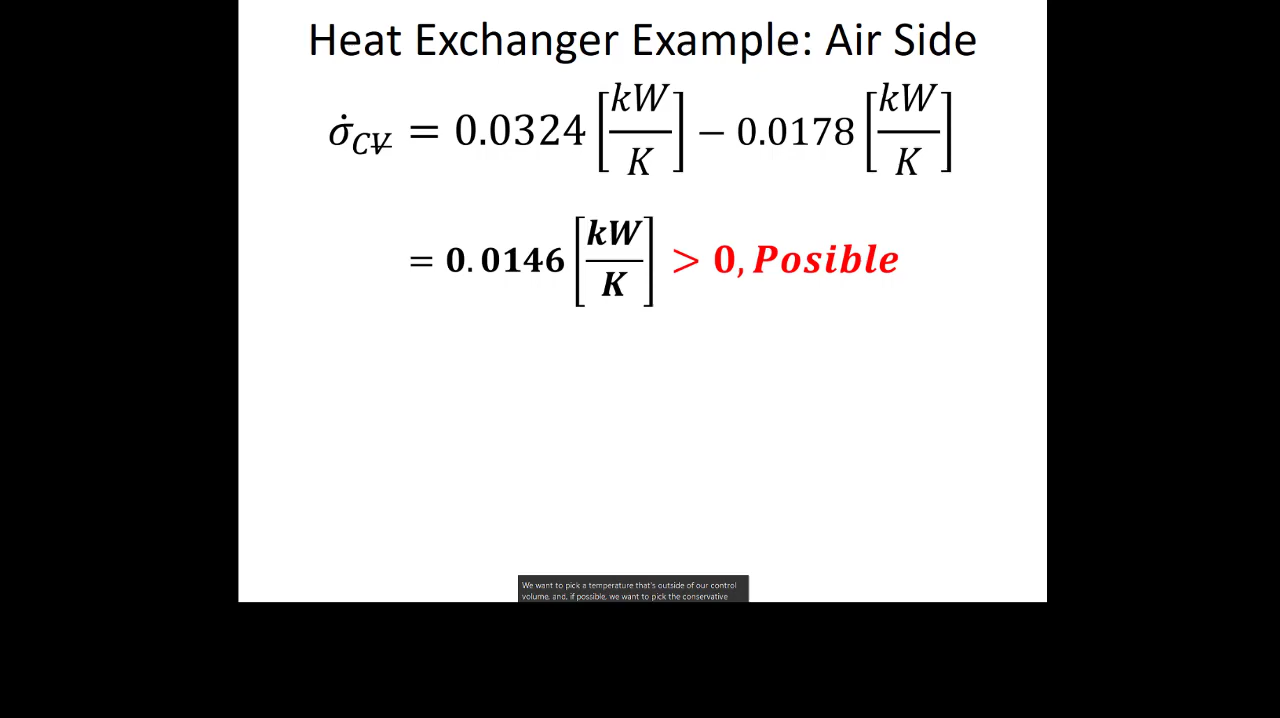 Heat Exchanger Example: Air Side
σ̇_CV̶ = 0.0324 [kW/K] − 0.0178 [kW/K]
= 0.0146 [kW/K] > 0, Posible
We want to pick a temperature that's outside of our control
volume, and, if possible, we want to pick the conservative